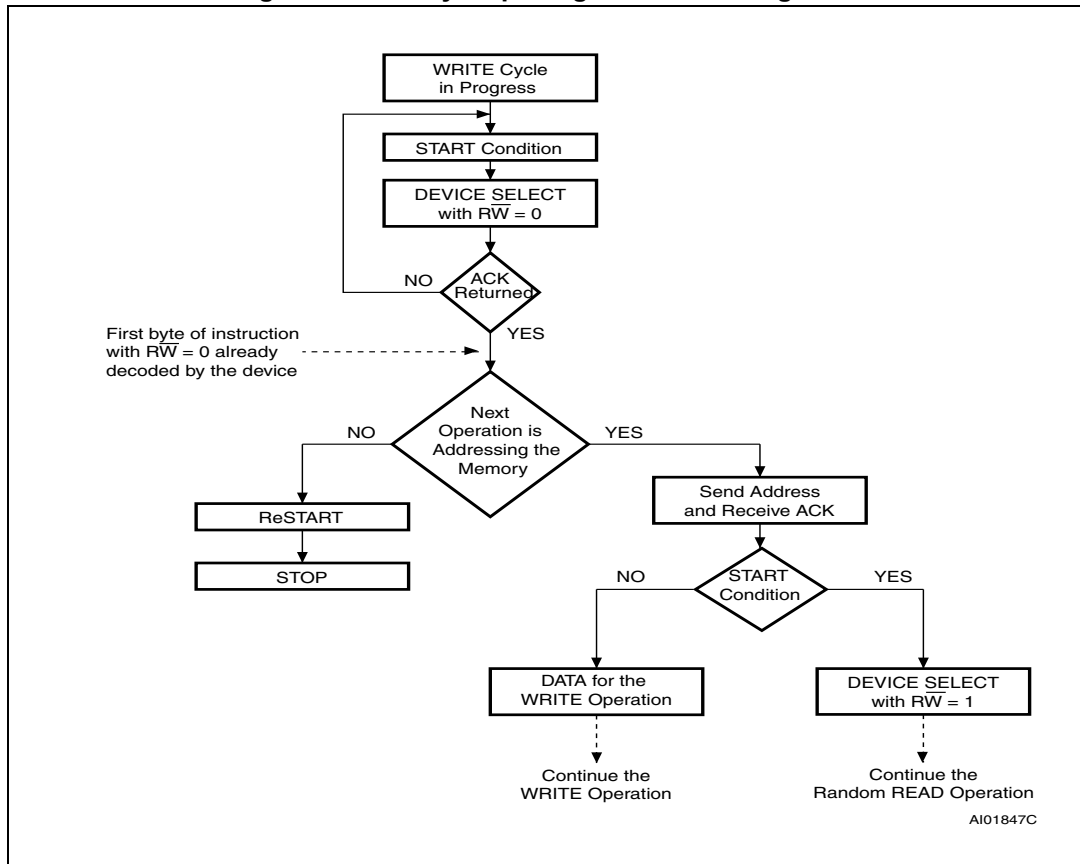 WRITE Cycle
in Progress
START Condition
DEVICE SELECT
with RW̅ = 0
NO
ACK
Returned
YES
First byte of instruction
with RW̅ = 0 already
decoded by the device
NO
Next
Operation is
Addressing the
Memory
YES
ReSTART
STOP
Send Address
and Receive ACK
NO
START
Condition
YES
DATA for the
WRITE Operation
DEVICE SELECT
with RW̅ = 1
Continue the
WRITE Operation
Continue the
Random READ Operation
AI01847C